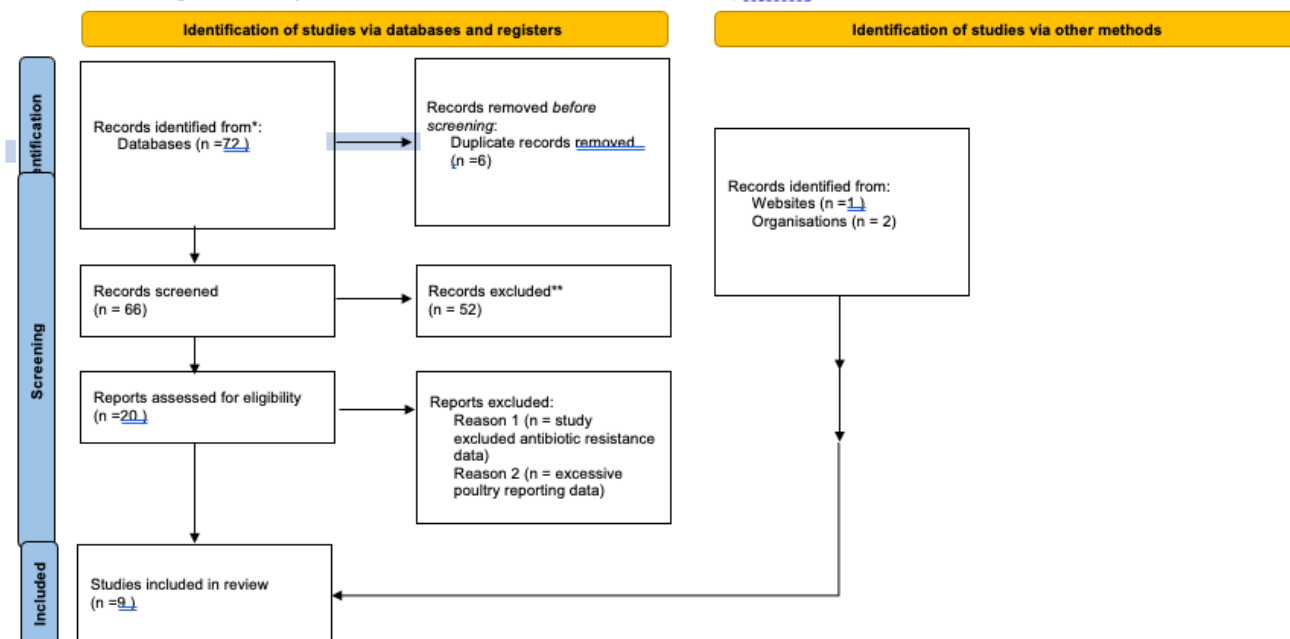 Identification of studies via databases and registers
Identification of studies via other methods
Identification
Records identified from*:
Databases (n =72 )
Records removed before
screening:
Duplicate records removed
(n =6)
Records identified from:
Websites (n =1 )
Organisations (n = 2)
Screening
Records screened
(n = 66)
Records excluded**
(n = 52)
Reports assessed for eligibility
(n =20 )
Reports excluded:
Reason 1 (n = study
excluded antibiotic resistance
data)
Reason 2 (n = excessive
poultry reporting data)
Included
Studies included in review
(n =9 )